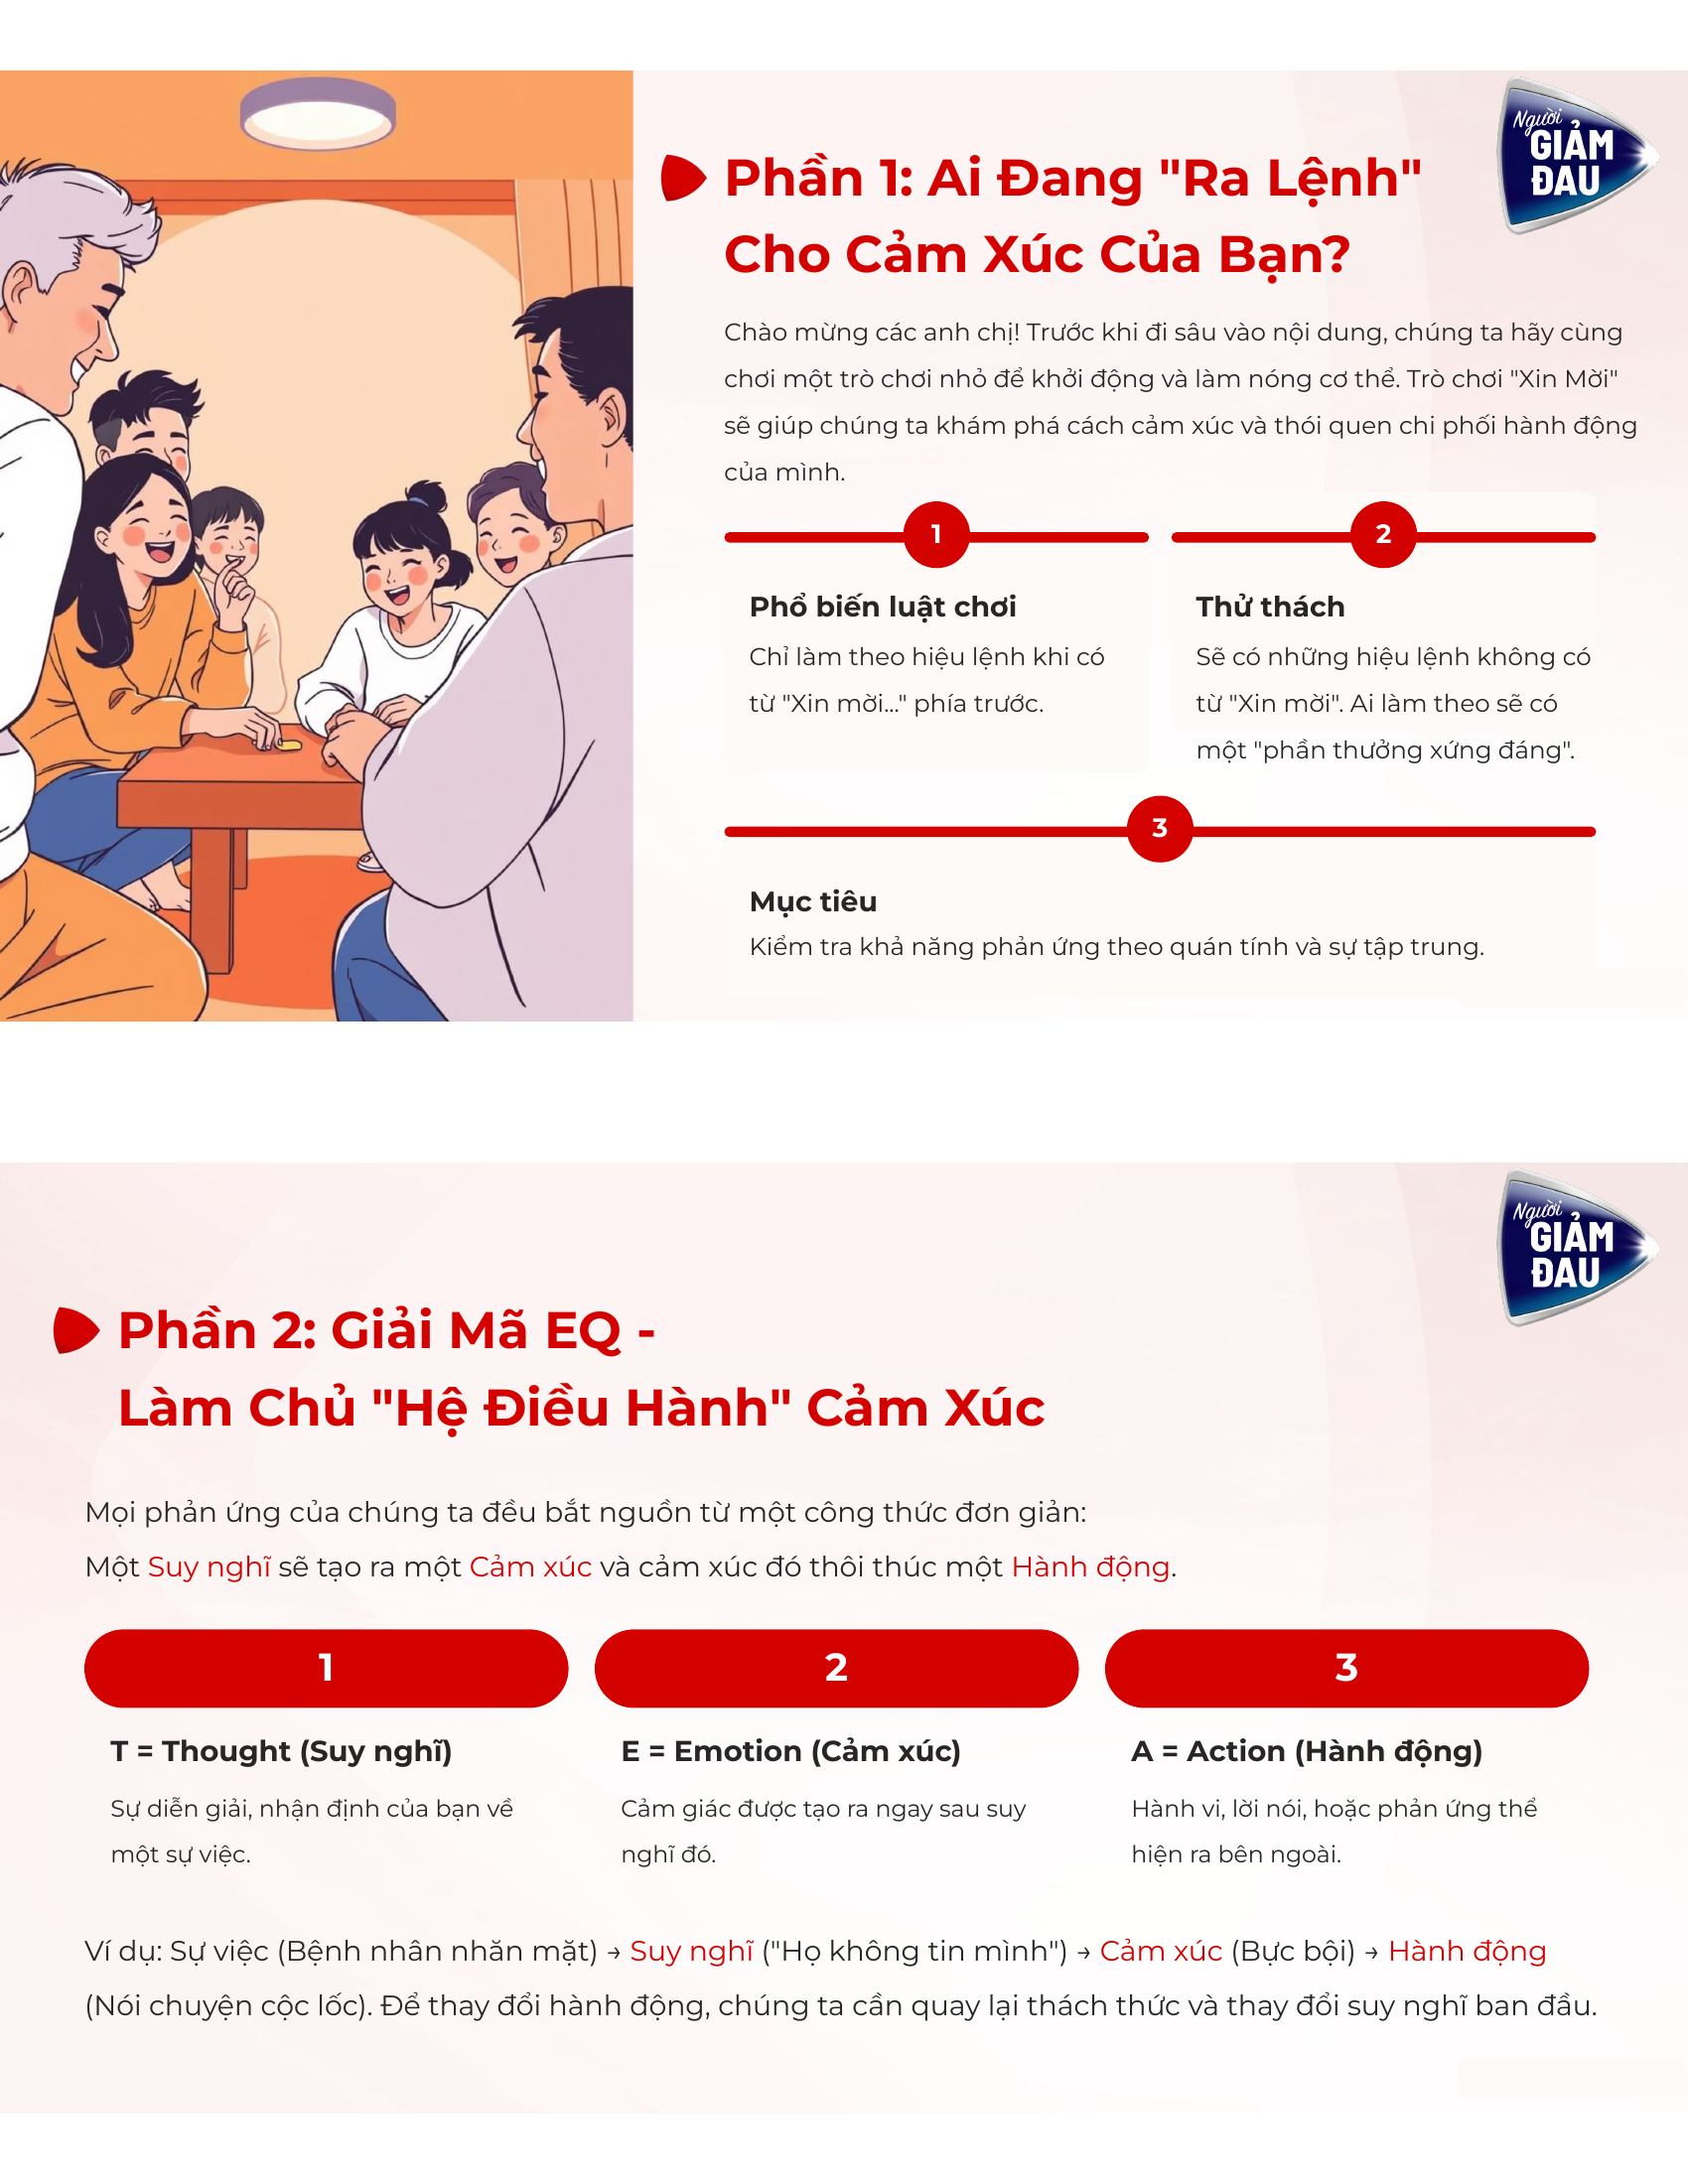 Người
GIẢM
ĐAU
Phần 1: Ai Đang "Ra Lệnh"
Cho Cảm Xúc Của Bạn?
Chào mừng các anh chị! Trước khi đi sâu vào nội dung, chúng ta hãy cùng
chơi một trò chơi nhỏ để khởi động và làm nóng cơ thể. Trò chơi "Xin Mời"
sẽ giúp chúng ta khám phá cách cảm xúc và thói quen chi phối hành động
của mình.
1
Phổ biến luật chơi
Chỉ làm theo hiệu lệnh khi có
từ "Xin mời..." phía trước.
2
Thử thách
Sẽ có những hiệu lệnh không có
từ "Xin mời". Ai làm theo sẽ có
một "phần thưởng xứng đáng".
3
Mục tiêu
Kiểm tra khả năng phản ứng theo quán tính và sự tập trung.
Người
GIẢM
ĐAU
Phần 2: Giải Mã EQ -
Làm Chủ "Hệ Điều Hành" Cảm Xúc
Mọi phản ứng của chúng ta đều bắt nguồn từ một công thức đơn giản:
Một Suy nghĩ sẽ tạo ra một Cảm xúc và cảm xúc đó thôi thúc một Hành động.
1
T = Thought (Suy nghĩ)
Sự diễn giải, nhận định của bạn về
một sự việc.
2
E = Emotion (Cảm xúc)
Cảm giác được tạo ra ngay sau suy
nghĩ đó.
3
A = Action (Hành động)
Hành vi, lời nói, hoặc phản ứng thể
hiện ra bên ngoài.
Ví dụ: Sự việc (Bệnh nhân nhăn mặt) → Suy nghĩ ("Họ không tin mình") → Cảm xúc (Bực bội) → Hành động
(Nói chuyện cộc lốc). Để thay đổi hành động, chúng ta cần quay lại thách thức và thay đổi suy nghĩ ban đầu.